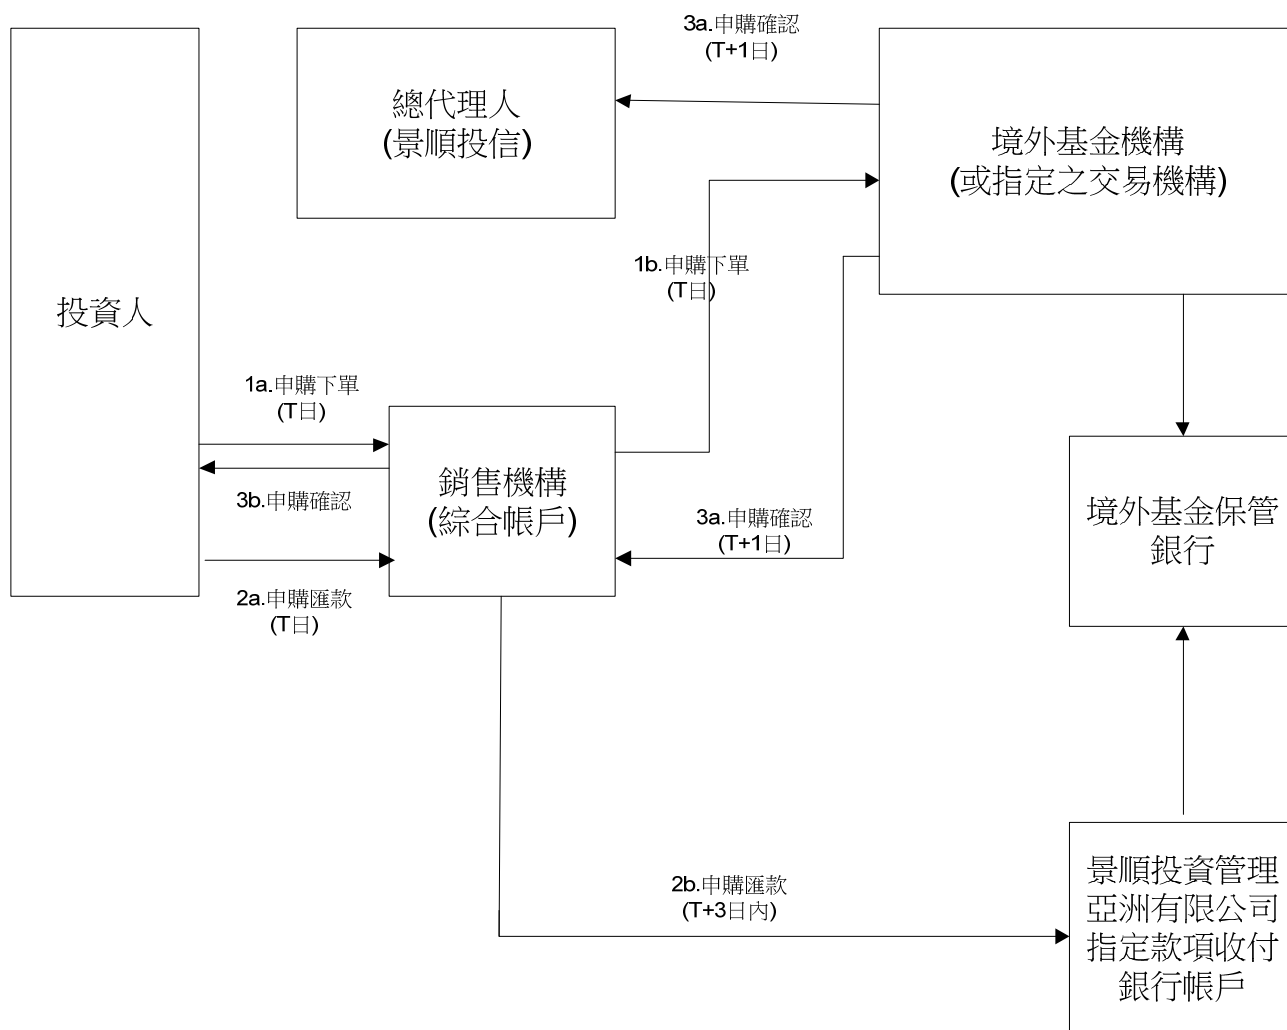 3a.申購確認
(T+1日)
總代理人
(景順投信)
境外基金機構
(或指定之交易機構)
1b.申購下單
(T日)
投資人
1a.申購下單
(T日)
3b.申購確認
銷售機構
(綜合帳戶)
3a.申購確認
(T+1日)
境外基金保管
銀行
2a.申購匯款
(T日)
2b.申購匯款
(T+3日內)
景順投資管理
亞洲有限公司
指定款項收付
銀行帳戶